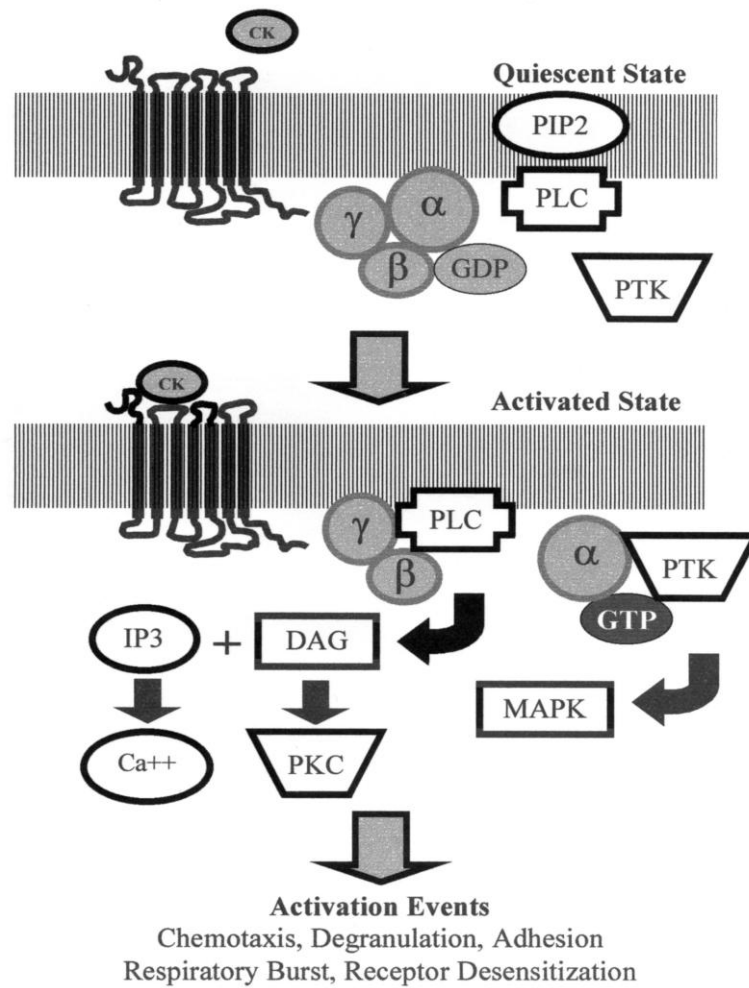 CK
Quiescent State
PIP2
PLC
γ
α
β
GDP
PTK
CK
Activated State
γ
PLC
β
α
PTK
GTP
IP3 + DAG
MAPK
Ca++
PKC
Activation Events
Chemotaxis, Degranulation, Adhesion
Respiratory Burst, Receptor Desensitization